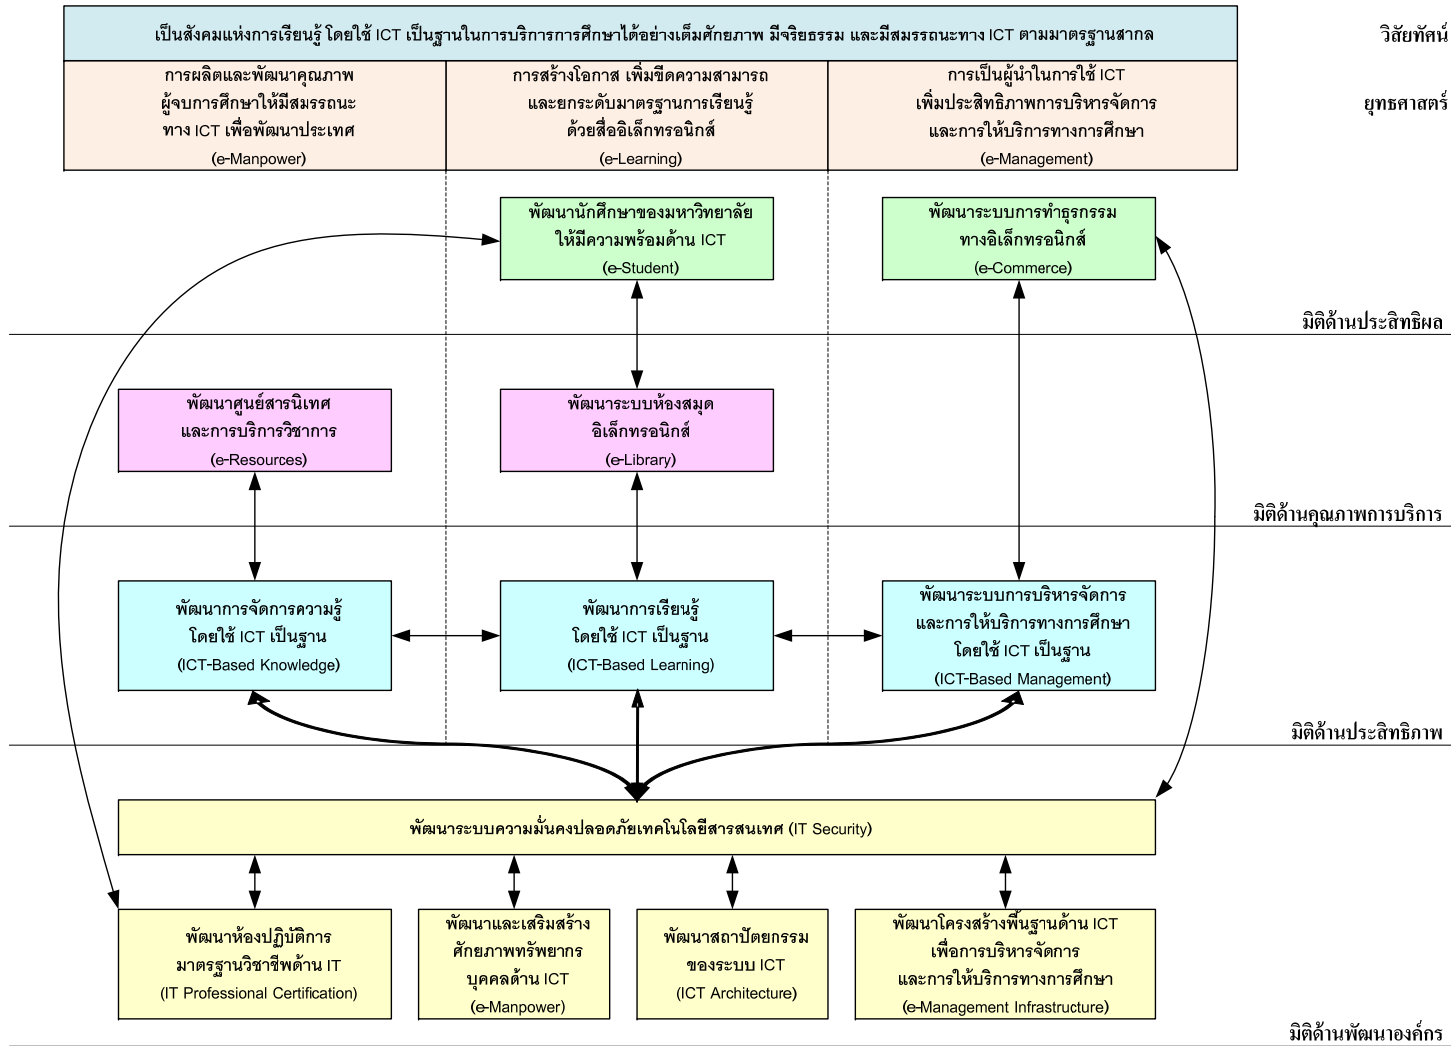 เป็นสังคมแห่งการเรียนรู้ โดยใช้ ICT เป็นฐานในการบริการการศึกษาได้อย่างเต็มศักยภาพ มีจริยธรรม และมีสมรรถนะทาง ICT ตามมาตรฐานสากล
วิสัยทัศน์
การผลิตและพัฒนาคุณภาพ
ผู้จบการศึกษาให้มีสมรรถนะ
ทาง ICT เพื่อพัฒนาประเทศ
(e-Manpower)
การสร้างโอกาส เพิ่มขีดความสามารถ
และยกระดับมาตรฐานการเรียนรู้
ด้วยสื่ออิเล็กทรอนิกส์
(e-Learning)
การเป็นผู้นำในการใช้ ICT
เพิ่มประสิทธิภาพการบริหารจัดการ
และการให้บริการทางการศึกษา
(e-Management)
ยุทธศาสตร์
พัฒนานักศึกษาของมหาวิทยาลัย
ให้มีความพร้อมด้าน ICT
(e-Student)
พัฒนาระบบการทำธุรกรรม
ทางอิเล็กทรอนิกส์
(e-Commerce)
มิติด้านประสิทธิผล
พัฒนาศูนย์สารนิเทศ
และการบริการวิชาการ
(e-Resources)
พัฒนาระบบห้องสมุด
อิเล็กทรอนิกส์
(e-Library)
มิติด้านคุณภาพการบริการ
พัฒนาการจัดการความรู้
โดยใช้ ICT เป็นฐาน
(ICT-Based Knowledge)
พัฒนาการเรียนรู้
โดยใช้ ICT เป็นฐาน
(ICT-Based Learning)
พัฒนาระบบการบริหารจัดการ
และการให้บริการทางการศึกษา
โดยใช้ ICT เป็นฐาน
(ICT-Based Management)
มิติด้านประสิทธิภาพ
พัฒนาระบบความมั่นคงปลอดภัยเทคโนโลยีสารสนเทศ (IT Security)
พัฒนาห้องปฏิบัติการ
มาตรฐานวิชาชีพด้าน IT
(IT Professional Certification)
พัฒนาและเสริมสร้าง
ศักยภาพทรัพยากร
บุคคลด้าน ICT
(e-Manpower)
พัฒนาสถาปัตยกรรม
ของระบบ ICT
(ICT Architecture)
พัฒนาโครงสร้างพื้นฐานด้าน ICT
เพื่อการบริหารจัดการ
และการให้บริการทางการศึกษา
(e-Management Infrastructure)
มิติด้านพัฒนาองค์กร